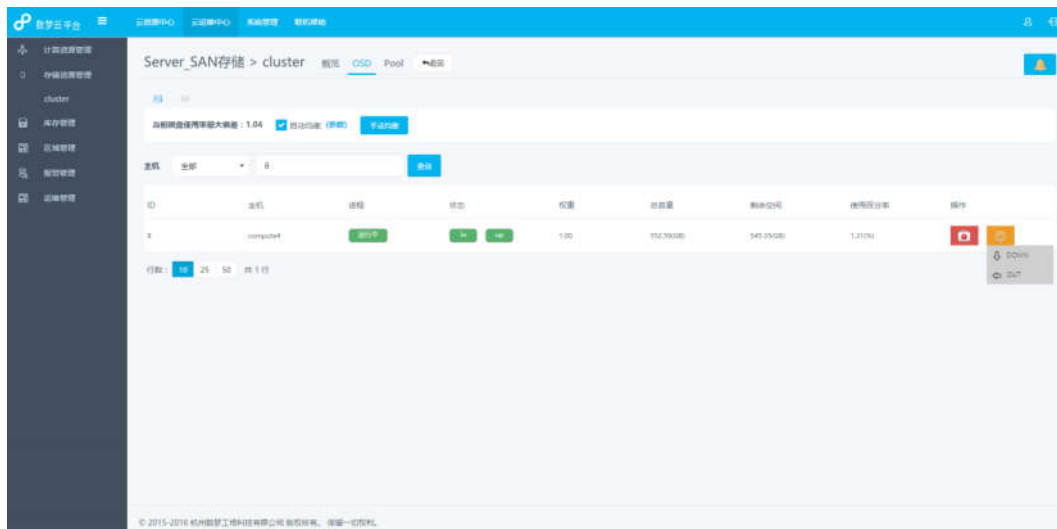 数梦云平台
云资源中心 云运维中心 系统管理 联机帮助
计算资源管理
存储资源管理
cluster
库存管理
区域管理
报警管理
运维管理
Server_SAN存储 > cluster 概览 OSD Pool 返回
当前磁盘使用率最大偏差：1.04 自动均衡 (参数) 手动均衡
主机 全部 8 查询
ID 主机 进程 状态 权重 总容量 剩余空间 使用百分率 操作
8 compute4 运行中 in up 1.00 1.31(%)
DOWN
OUT
行数： 10 25 50 共 1 行
© 2015-2016 杭州数梦工场科技有限公司 版权所有。 保留一切权利。